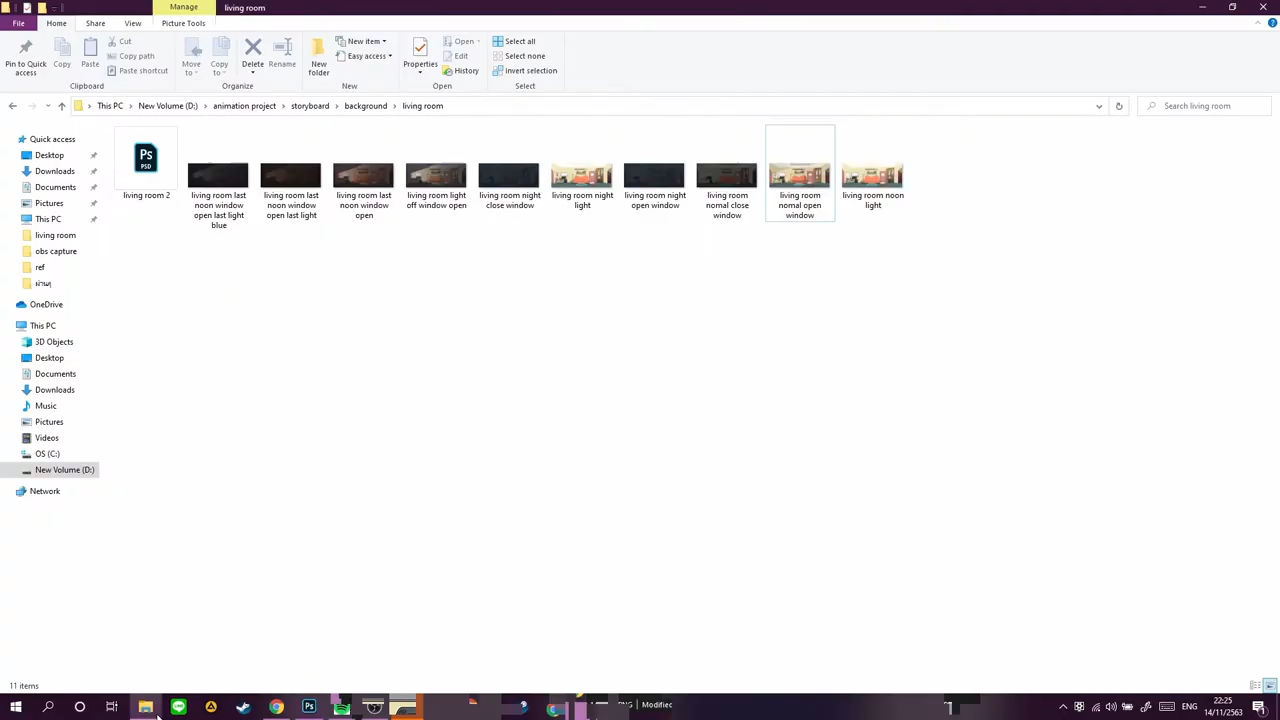 Manage
living room
File
Home
Share
View
Picture Tools
Pin to Quick
access
Copy
Paste
Cut
Copy path
Paste shortcut
Clipboard
Move
to
Copy
to
Delete
Rename
Organize
New
folder
New item
Easy access
New
Properties
Open
Edit
History
Open
Select all
Select none
Invert selection
Select
This PC
New Volume (D:)
animation project
storyboard
background
living room
Search living room
Quick access
Desktop
Downloads
Documents
Pictures
This PC
living room
obs capture
ref
OneDrive
This PC
3D Objects
Desktop
Documents
Downloads
Music
Pictures
Videos
OS (C:)
New Volume (D:)
Network
Ps
PSD
living room 2
living room last
noon window
open last light
blue
living room last
noon window
open last light
living room last
noon window
open
living room light
off window open
living room night
close window
living room night
light
living room night
open window
living room
normal close
window
living room
normal open
window
living room noon
light
11 items
PNG
Modified
22:25
14/11/2563